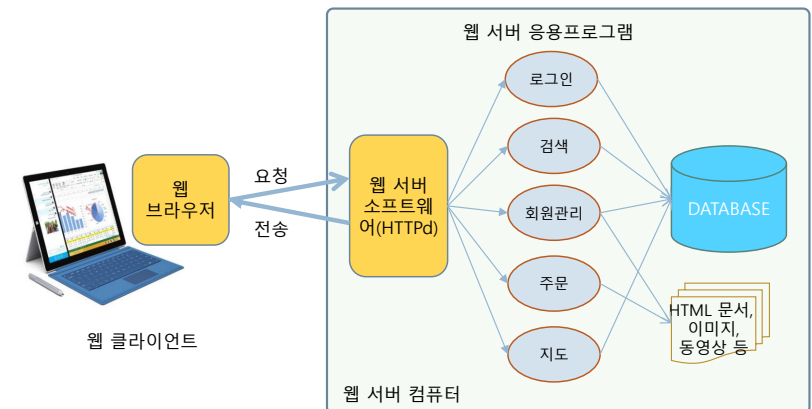 웹 서버 응용프로그램
로그인
검색
회원관리
주문
지도
웹
브라우저
요청
전송
웹 서버
소프트웨
어(HTTPd)
DATABASE
HTML 문서,
이미지,
동영상 등
웹 클라이언트
웹 서버 컴퓨터